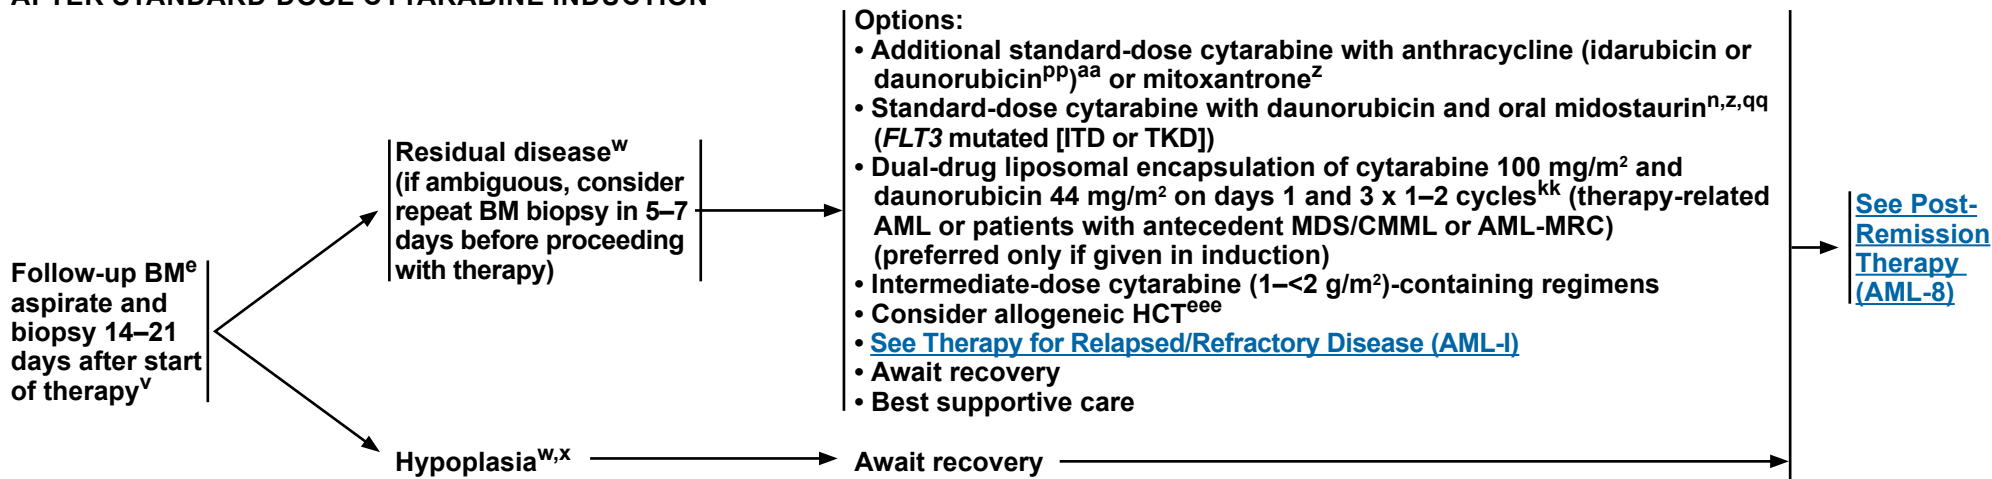 AFTER STANDARD-DOSE CYTARABINE INDUCTION
Follow-up BMe
aspirate and
biopsy 14–21
days after start
of therapyv
Residual diseasew
(if ambiguous, consider
repeat BM biopsy in 5–7
days before proceeding
with therapy)
Hypoplasiaw,x
Options:
• Additional standard-dose cytarabine with anthracycline (idarubicin or
daunorubicinpp)aa or mitoxantronez
• Standard-dose cytarabine with daunorubicin and oral midostaurinn,z,qq
(FLT3 mutated [ITD or TKD])
• Dual-drug liposomal encapsulation of cytarabine 100 mg/m² and
daunorubicin 44 mg/m² on days 1 and 3 x 1–2 cycleskk (therapy-related
AML or patients with antecedent MDS/CMML or AML-MRC)
(preferred only if given in induction)
• Intermediate-dose cytarabine (1–<2 g/m²)-containing regimens
• Consider allogeneic HCTeee
• See Therapy for Relapsed/Refractory Disease (AML-I)
• Await recovery
• Best supportive care
Await recovery
See Post-
Remission
Therapy
(AML-8)